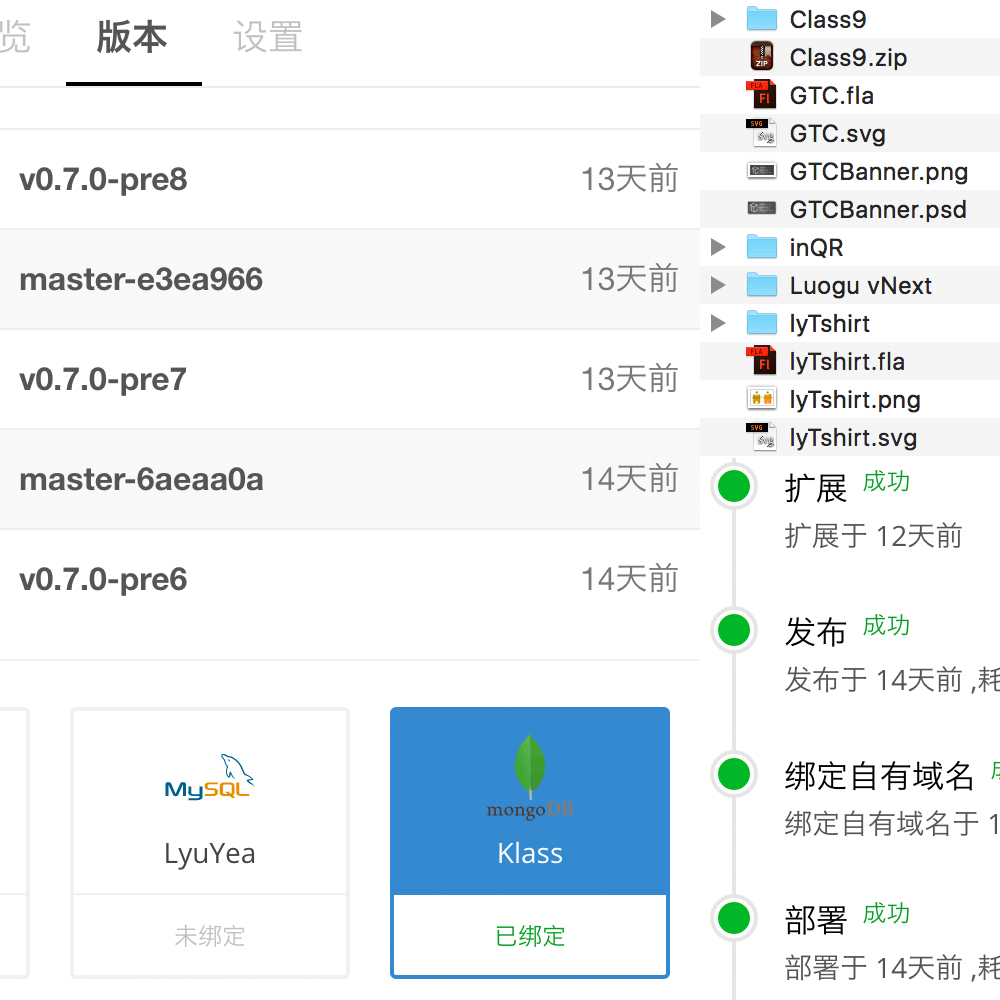 览 版本 设置
v0.7.0-pre8 13天前
master-e3ea966 13天前
v0.7.0-pre7 13天前
master-6aeaa0a 14天前
v0.7.0-pre6 14天前
MySQL
LyuYea
未绑定
mongoDB
Klass
已绑定
Class9
ZIP
Class9.zip
FLA
Fl
GTC.fla
SVG
GTC.svg
GTCBanner.png
GTCBanner.psd
inQR
Luogu vNext
lyTshirt
FLA
Fl
lyTshirt.fla
lyTshirt.png
SVG
lyTshirt.svg
扩展 成功
扩展于 12天前
发布 成功
发布于 14天前 ,耗
绑定自有域名
绑定自有域名于 1
部署 成功
部署于 14天前 ,耗